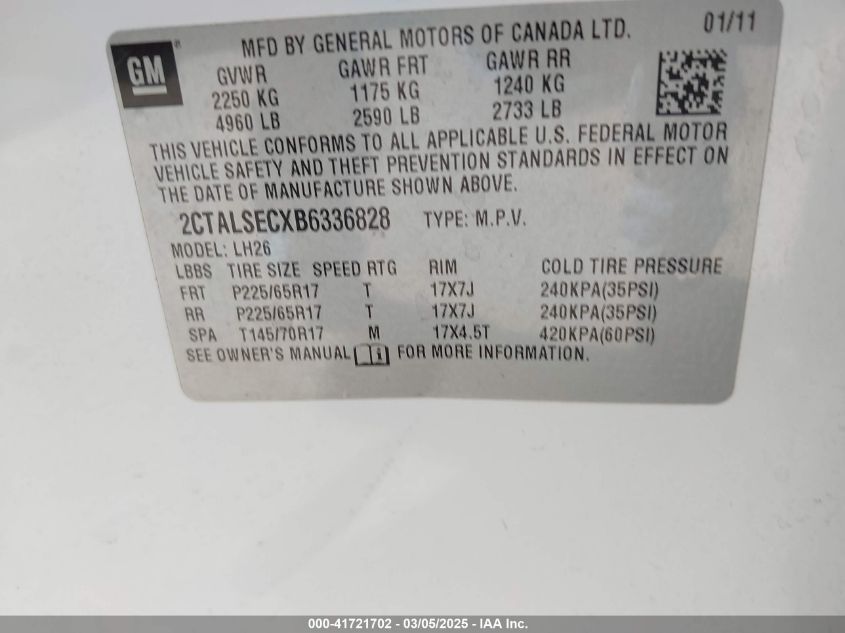 GM
MFD BY GENERAL MOTORS OF CANADA LTD. 01/11
GVWR GAWR FRT GAWR RR
2250 KG 1175 KG 1240 KG
4960 LB 2590 LB 2733 LB
THIS VEHICLE CONFORMS TO ALL APPLICABLE U.S. FEDERAL MOTOR
VEHICLE SAFETY AND THEFT PREVENTION STANDARDS IN EFFECT ON
THE DATE OF MANUFACTURE SHOWN ABOVE.
2CTALSECXB6336828 TYPE: M.P.V.
MODEL: LH26
LBBS TIRE SIZE SPEED RTG RIM COLD TIRE PRESSURE
FRT P225/65R17 T 17X7J 240KPA(35PSI)
RR P225/65R17 T 17X7J 240KPA(35PSI)
SPA T145/70R17 M 17X4.5T 420KPA(60PSI)
SEE OWNER'S MANUAL FOR MORE INFORMATION.
000-41721702 - 03/05/2025 - IAA Inc.